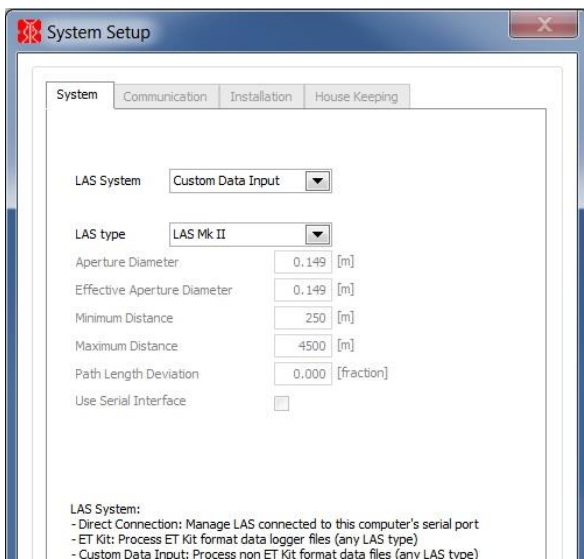 System Setup
System Communication Installation House Keeping
LAS System Custom Data Input
LAS type LAS Mk II
Aperture Diameter 0.149 [m]
Effective Aperture Diameter 0.149 [m]
Minimum Distance 250 [m]
Maximum Distance 4500 [m]
Path Length Deviation 0.000 [fraction]
Use Serial Interface
LAS System:
- Direct Connection: Manage LAS connected to this computer's serial port
- ET Kit: Process ET Kit format data logger files (any LAS type)
- Custom Data Input: Process non ET Kit format data files (any LAS type)